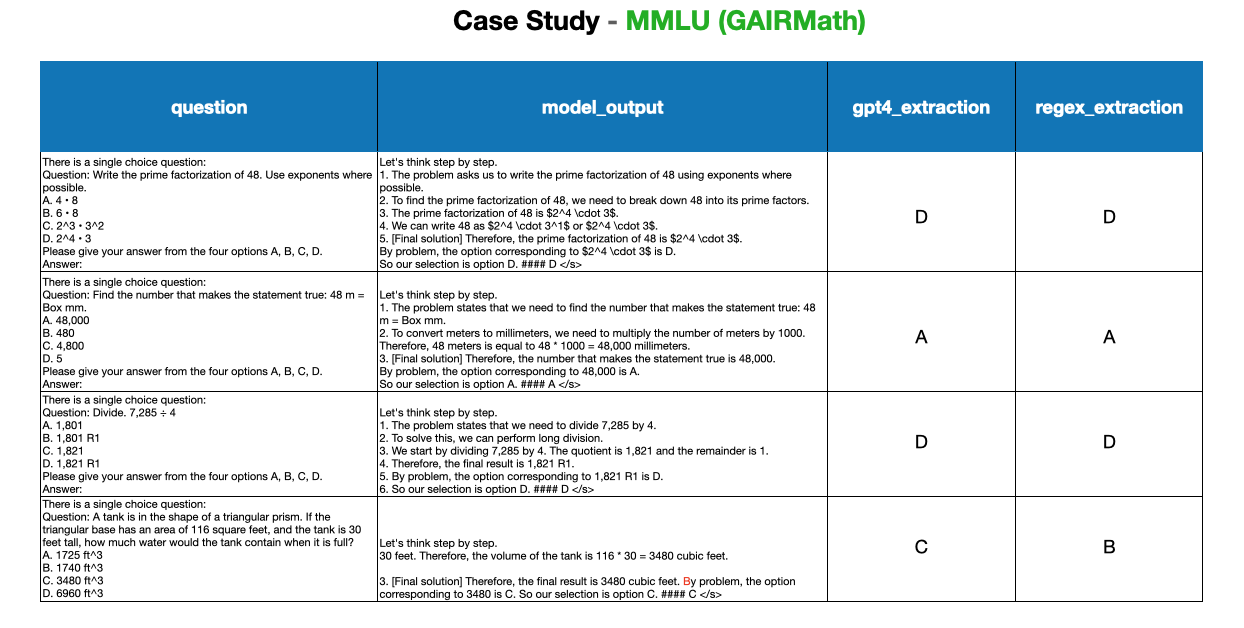 Case Study - MMLU (GAIRMath)
question
model_output
gpt4_extraction
regex_extraction
There is a single choice question:
Question: Write the prime factorization of 48. Use exponents where
possible.
A. 4 • 8
B. 6 • 8
C. 2^3 • 3^2
D. 2^4 • 3
Please give your answer from the four options A, B, C, D.
Answer:
Let's think step by step.
1. The problem asks us to write the prime factorization of 48 using exponents where
possible.
2. To find the prime factorization of 48, we need to break down 48 into its prime factors.
3. The prime factorization of 48 is $2^4 \cdot 3$.
4. We can write 48 as $2^4 \cdot 3^1$ or $2^4 \cdot 3$.
5. [Final solution] Therefore, the prime factorization of 48 is $2^4 \cdot 3$.
By problem, the option corresponding to $2^4 \cdot 3$ is D.
So our selection is option D. #### D </s>
D
D
There is a single choice question:
Question: Find the number that makes the statement true: 48 m =
Box mm.
A. 48,000
B. 480
C. 4,800
D. 5
Please give your answer from the four options A, B, C, D.
Answer:
Let's think step by step.
1. The problem states that we need to find the number that makes the statement true: 48
m = Box mm.
2. To convert meters to millimeters, we need to multiply the number of meters by 1000.
Therefore, 48 meters is equal to 48 * 1000 = 48,000 millimeters.
3. [Final solution] Therefore, the number that makes the statement true is 48,000.
By problem, the option corresponding to 48,000 is A.
So our selection is option A. #### A </s>
A
A
There is a single choice question:
Question: Divide. 7,285 ÷ 4
A. 1,801
B. 1,801 R1
C. 1,821
D. 1,821 R1
Please give your answer from the four options A, B, C, D.
Answer:
Let's think step by step.
1. The problem states that we need to divide 7,285 by 4.
2. To solve this, we can perform long division.
3. We start by dividing 7,285 by 4. The quotient is 1,821 and the remainder is 1.
4. Therefore, the final result is 1,821 R1.
5. By problem, the option corresponding to 1,821 R1 is D.
6. So our selection is option D. #### D </s>
D
D
There is a single choice question:
Question: A tank is in the shape of a triangular prism. If the
triangular base has an area of 116 square feet, and the tank is 30
feet tall, how much water would the tank contain when it is full?
A. 1725 ft^3
B. 1740 ft^3
C. 3480 ft^3
D. 6960 ft^3
Let's think step by step.
30 feet. Therefore, the volume of the tank is 116 * 30 = 3480 cubic feet.
3. [Final solution] Therefore, the final result is 3480 cubic feet. By problem, the option
corresponding to 3480 is C. So our selection is option C. #### C </s>
C
B